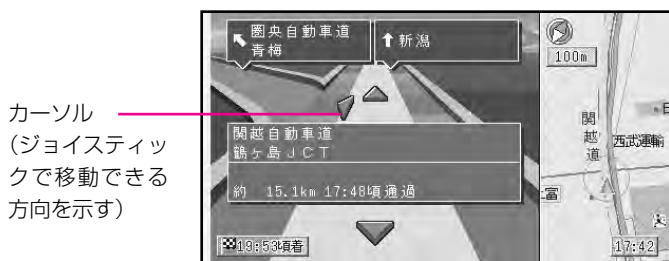 カーソル
（ジョイスティッ
クで移動できる
方向を示す）
圏央自動車道
青梅
新潟
関越自動車道
鶴ヶ島ＪＣＴ
約　15.1km 17:48頃通過
19:53頃着
100m
関越道
西武運輸
富
17:42